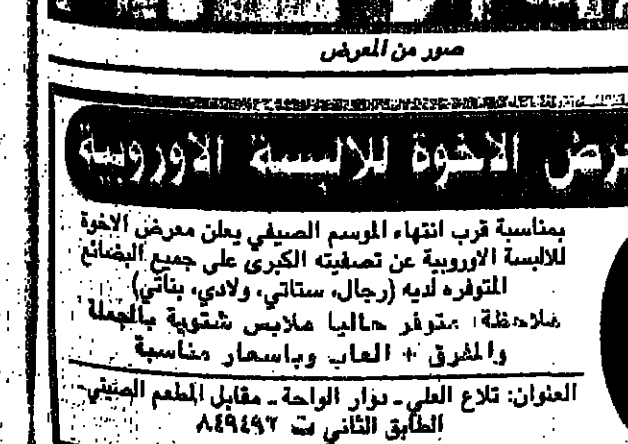 صور من المعرض
معرض الاخوة للالبسة الاوروبية
بمناسبة قرب انتهاء الموسم الصيفي يعلن معرض الاخوة
للالبسة الاوروبية عن تصفيته الكبرى على جميع البضائع
المتوفره لديه (رجال، ستاتي، ولادي، بناتي)
ملاحظة: متوفر حاليا ملابس شتوية بالجملة
والمفرق + العاب وباسعار مناسبة
العنوان: تلاع العلي - دوار الواحة - مقابل المطعم الصيني -
الطابق الثاني ت ٨٤٩٤٩٢